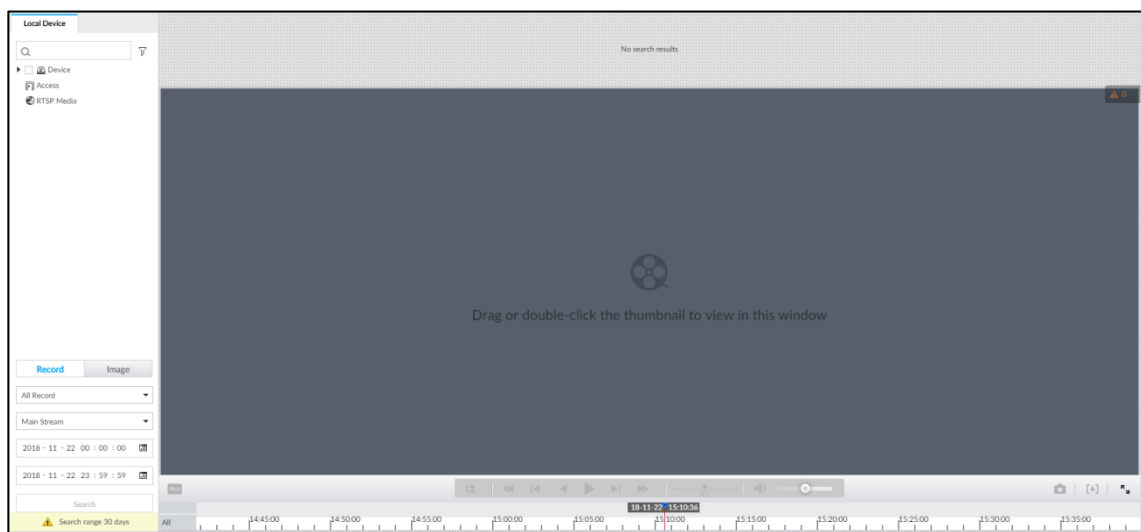 Local Device
No search results
Device
Access
RTSP Media
0
Drag or double-click the thumbnail to view in this window
Record Image
All Record
Main Stream
2018 - 11 - 22 00 : 00 : 00
2018 - 11 - 22 23 : 59 : 59
Search
Search range 30 days
ALL
18-11-22 15:10:36
All 14:45:00 14:50:00 14:55:00 15:00:00 15:05:00 15:10:00 15:15:00 15:20:00 15:25:00 15:30:00 15:35:00